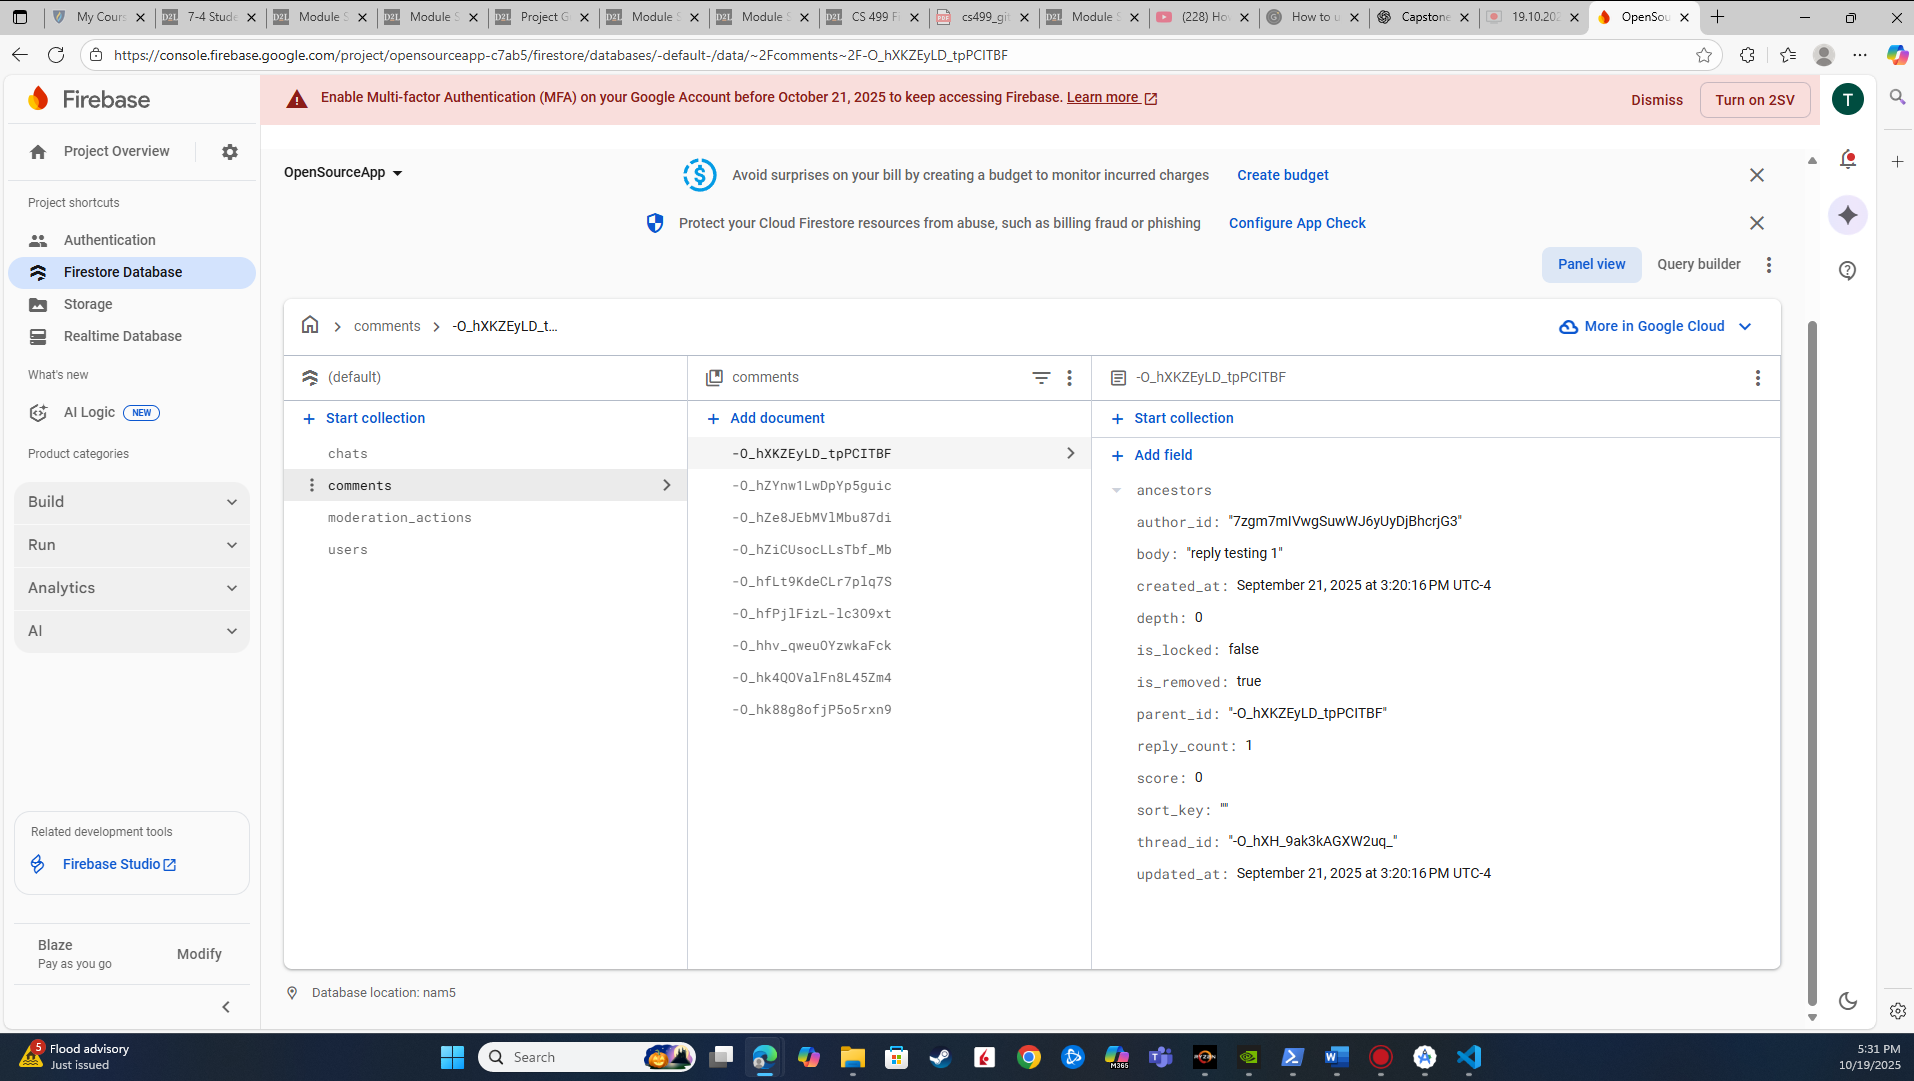 My Cours
7-4 Stude
Module S
Module S
Project G
Module S
Module S
CS 499 Fi
cs499_git
Module S
(228) How
How to u
Capstone
19.10.202
OpenSou
https://console.firebase.google.com/project/opensourceapp-c7ab5/firestore/databases/-default-/data/~2Fcomments~2F-O_hXKZEyLD_tpPCITBF
Firebase
Enable Multi-factor Authentication (MFA) on your Google Account before October 21, 2025 to keep accessing Firebase. Learn more
Dismiss
Turn on 2SV
T
Project Overview
OpenSourceApp
Avoid surprises on your bill by creating a budget to monitor incurred charges
Create budget
Protect your Cloud Firestore resources from abuse, such as billing fraud or phishing
Configure App Check
Project shortcuts
Authentication
Firestore Database
Storage
Realtime Database
What's new
AI Logic NEW
Product categories
Build
Run
Analytics
AI
Related development tools
Firebase Studio
Blaze
Pay as you go
Modify
Panel view
Query builder
comments
-O_hXKZEyLD_t...
More in Google Cloud
(default)
Start collection
chats
comments
moderation_actions
users
comments
Add document
-O_hXKZEyLD_tpPCITBF
-O_hZYnw1LwDpYp5guic
-O_hZe8JEbMVlMbu87di
-O_hZiCUsocLLsTbf_Mb
-O_hfLt9KdeCLr7plq7S
-O_hfPjlFizL-lc3O9xt
-O_hhv_qweuOYzwkaFck
-O_hk4QOValFn8L45Zm4
-O_hk88g8ofjP5o5rxn9
-O_hXKZEyLD_tpPCITBF
Start collection
Add field
ancestors
author_id: "7zgm7mIVwgSuwWJ6yUyDjBhcrjG3"
body: "reply testing 1"
created_at: September 21, 2025 at 3:20:16 PM UTC-4
depth: 0
is_locked: false
is_removed: true
parent_id: "-O_hXKZEyLD_tpPCITBF"
reply_count: 1
score: 0
sort_key: ""
thread_id: "-O_hXH_9ak3kAGXW2uq_"
updated_at: September 21, 2025 at 3:20:16 PM UTC-4
Database location: nam5
5
Flood advisory
Just issued
Search
M365
RYZEN
5:31 PM
10/19/2025